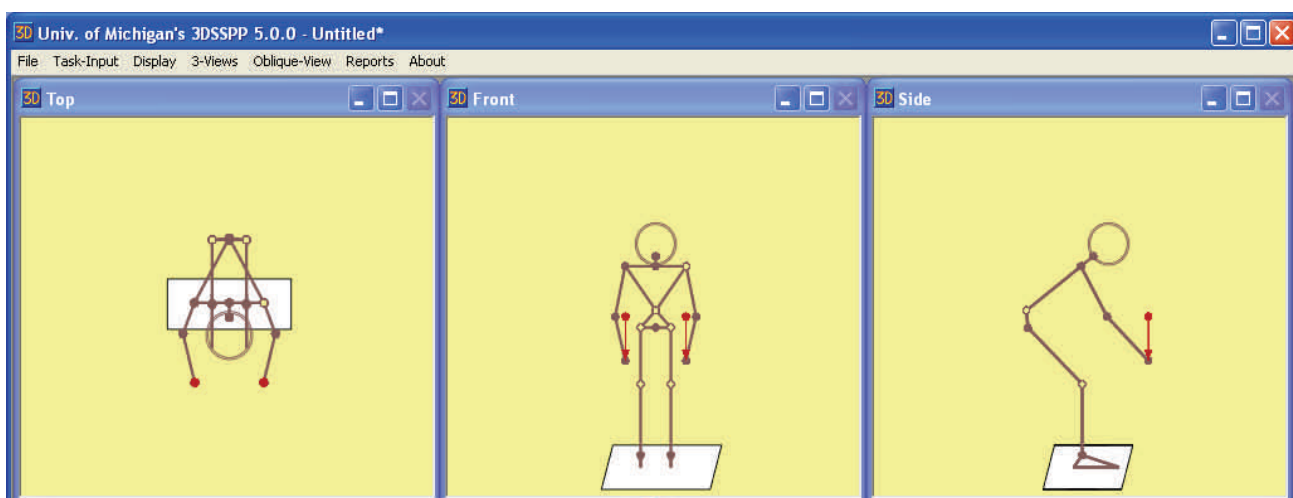 3D Univ. of Michigan's 3DSSPP 5.0.0 - Untitled*
File Task-Input Display 3-Views Oblique-View Reports About
3D Top
3D Front
3D Side